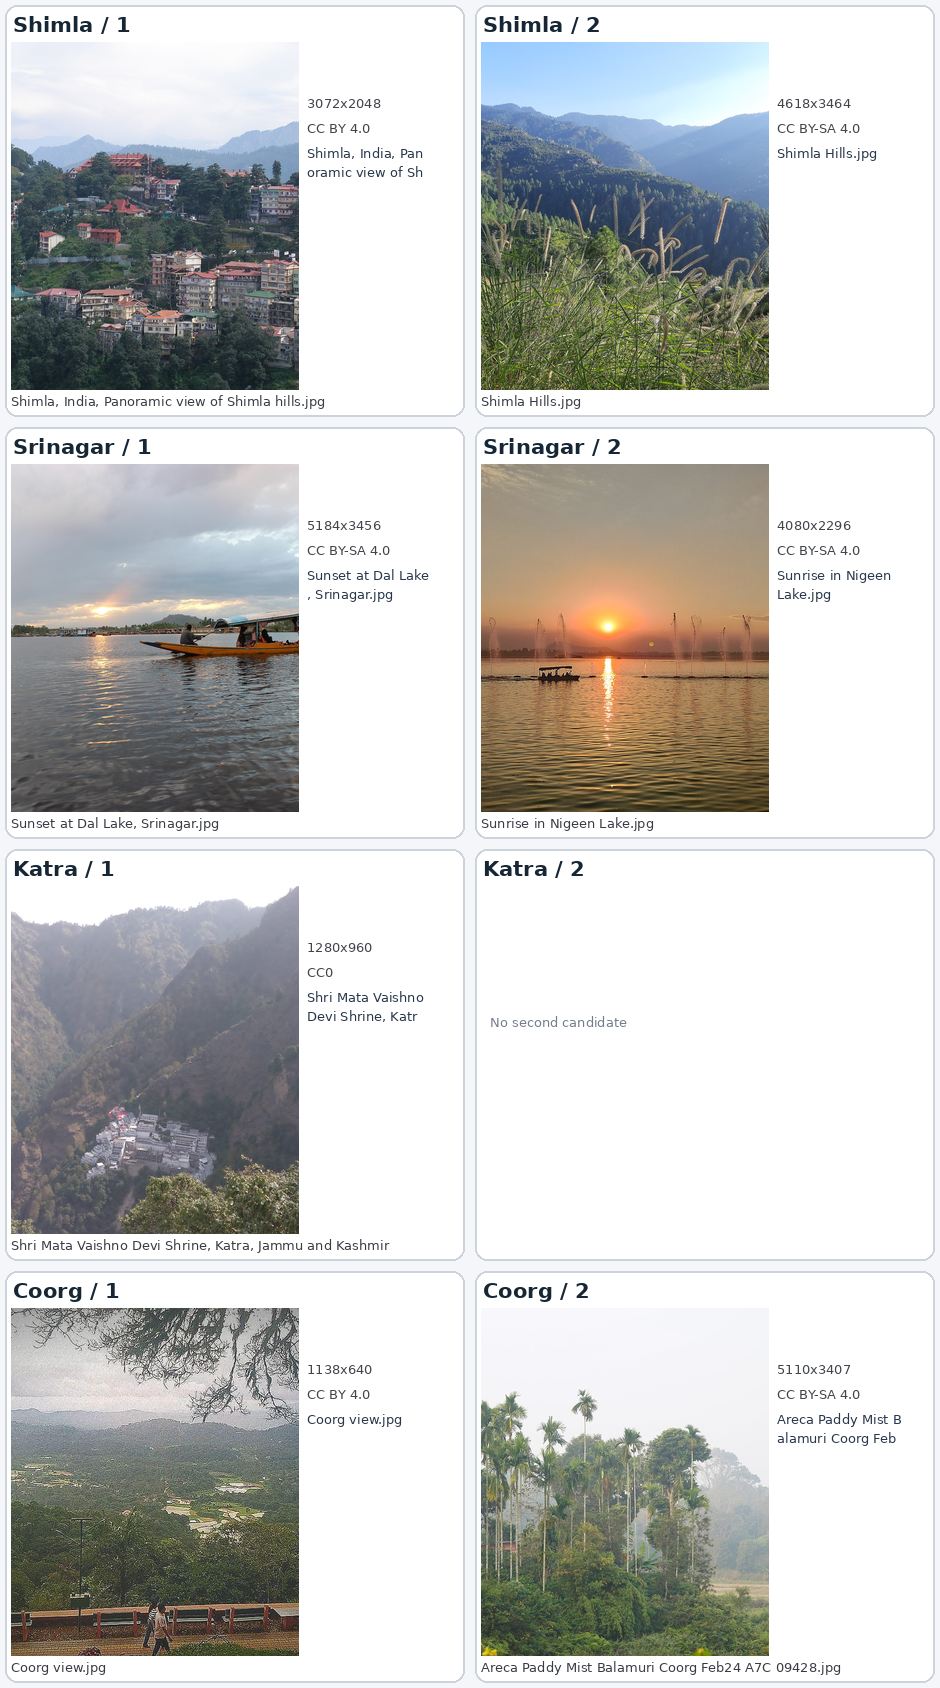 Shimla / 1
3072x2048
CC BY 4.0
Shimla, India, Pan
oramic view of Sh
Shimla, India, Panoramic view of Shimla hills.jpg
Shimla / 2
4618x3464
CC BY-SA 4.0
Shimla Hills.jpg
Shimla Hills.jpg
Srinagar / 1
5184x3456
CC BY-SA 4.0
Sunset at Dal Lake
, Srinagar.jpg
Sunset at Dal Lake, Srinagar.jpg
Srinagar / 2
4080x2296
CC BY-SA 4.0
Sunrise in Nigeen
Lake.jpg
Sunrise in Nigeen Lake.jpg
Katra / 1
1280x960
CC0
Shri Mata Vaishno
Devi Shrine, Katr
Shri Mata Vaishno Devi Shrine, Katra, Jammu and Kashmir
Katra / 2
No second candidate
Coorg / 1
1138x640
CC BY 4.0
Coorg view.jpg
Coorg view.jpg
Coorg / 2
5110x3407
CC BY-SA 4.0
Areca Paddy Mist B
alamuri Coorg Feb
Areca Paddy Mist Balamuri Coorg Feb24 A7C 09428.jpg